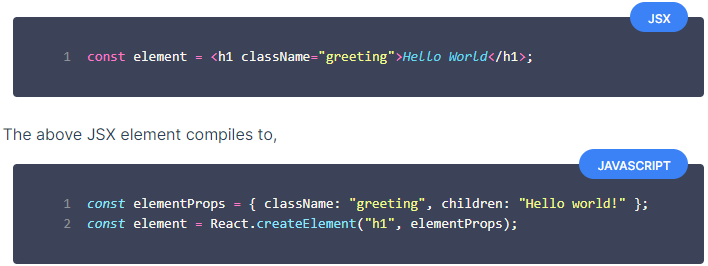 JSX
1 const element = <h1 className="greeting">Hello World</h1>;
The above JSX element compiles to,
JAVASCRIPT
1 const elementProps = { className: "greeting", children: "Hello world!" };
2 const element = React.createElement("h1", elementProps);